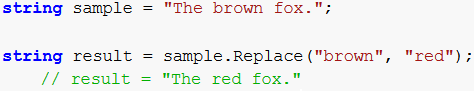 string sample = "The brown fox.";
string result = sample.Replace("brown", "red");
// result = "The red fox."